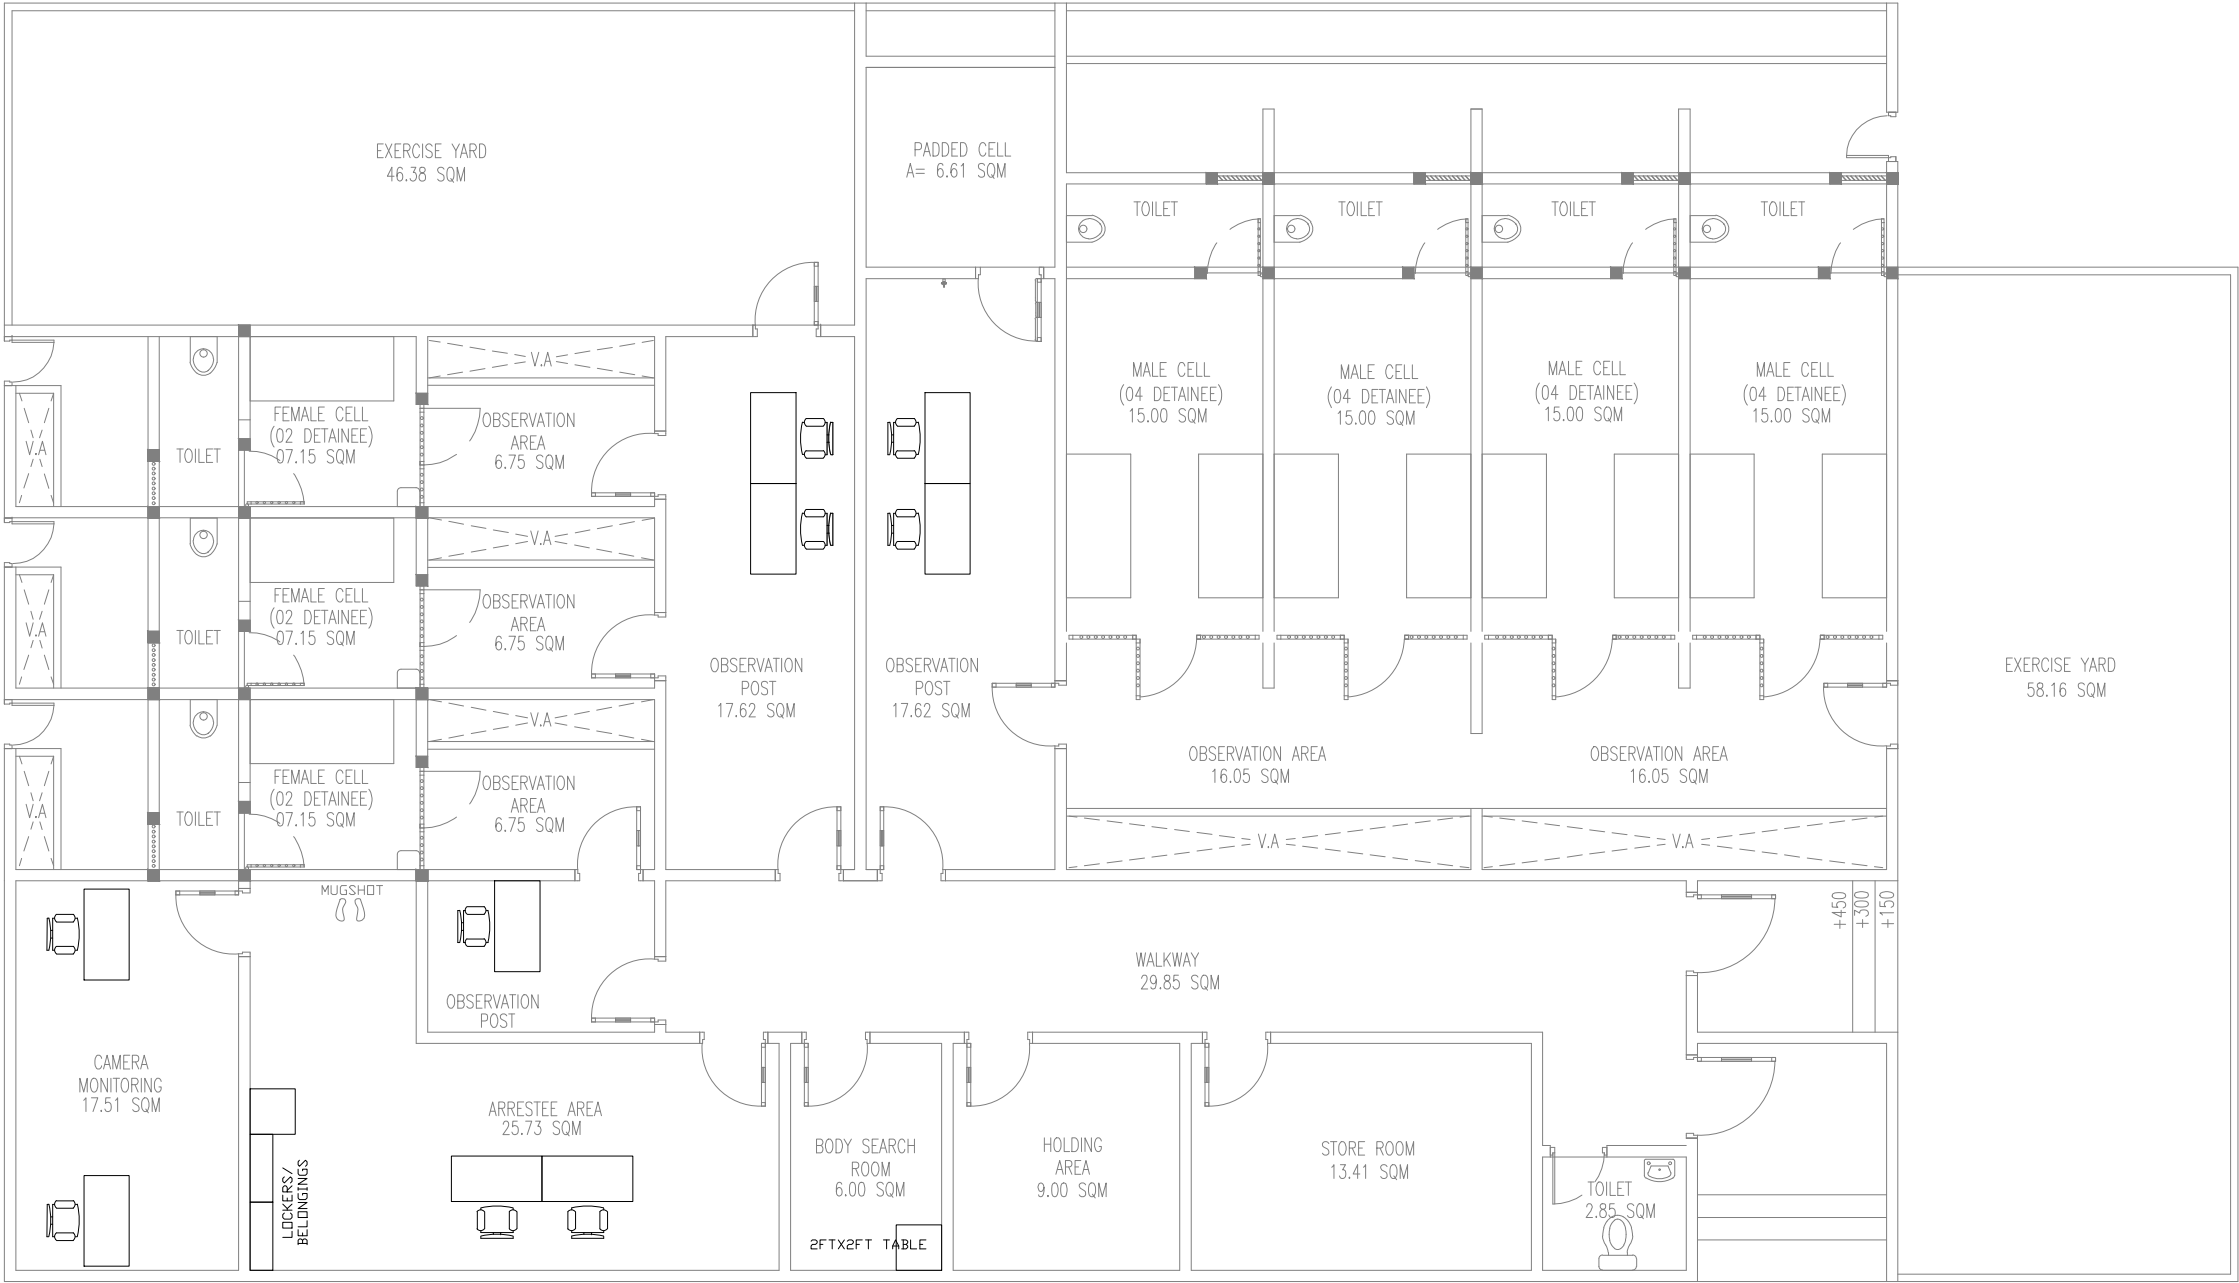 EXERCISE YARD
46.38 SQM
PADDED CELL
A= 6.61 SQM
TOILET
TOILET
TOILET
TOILET
V.A
MALE CELL
(04 DETAINEE)
15.00 SQM
MALE CELL
(04 DETAINEE)
15.00 SQM
MALE CELL
(04 DETAINEE)
15.00 SQM
MALE CELL
(04 DETAINEE)
15.00 SQM
V.A
TOILET
FEMALE CELL
(02 DETAINEE)
07.15 SQM
OBSERVATION
AREA
6.75 SQM
V.A
V.A
TOILET
FEMALE CELL
(02 DETAINEE)
07.15 SQM
OBSERVATION
AREA
6.75 SQM
OBSERVATION
POST
17.62 SQM
OBSERVATION
POST
17.62 SQM
EXERCISE YARD
58.16 SQM
V.A
V.A
TOILET
FEMALE CELL
(02 DETAINEE)
07.15 SQM
OBSERVATION
AREA
6.75 SQM
OBSERVATION AREA
16.05 SQM
OBSERVATION AREA
16.05 SQM
V.A
V.A
MUGSHOT
+450
+300
+150
WALKWAY
29.85 SQM
OBSERVATION
POST
CAMERA
MONITORING
17.51 SQM
LOCKERS/
BELONGINGS
ARRESTEE AREA
25.73 SQM
BODY SEARCH
ROOM
6.00 SQM
2FTX2FT TABLE
HOLDING
AREA
9.00 SQM
STORE ROOM
13.41 SQM
TOILET
2.85 SQM